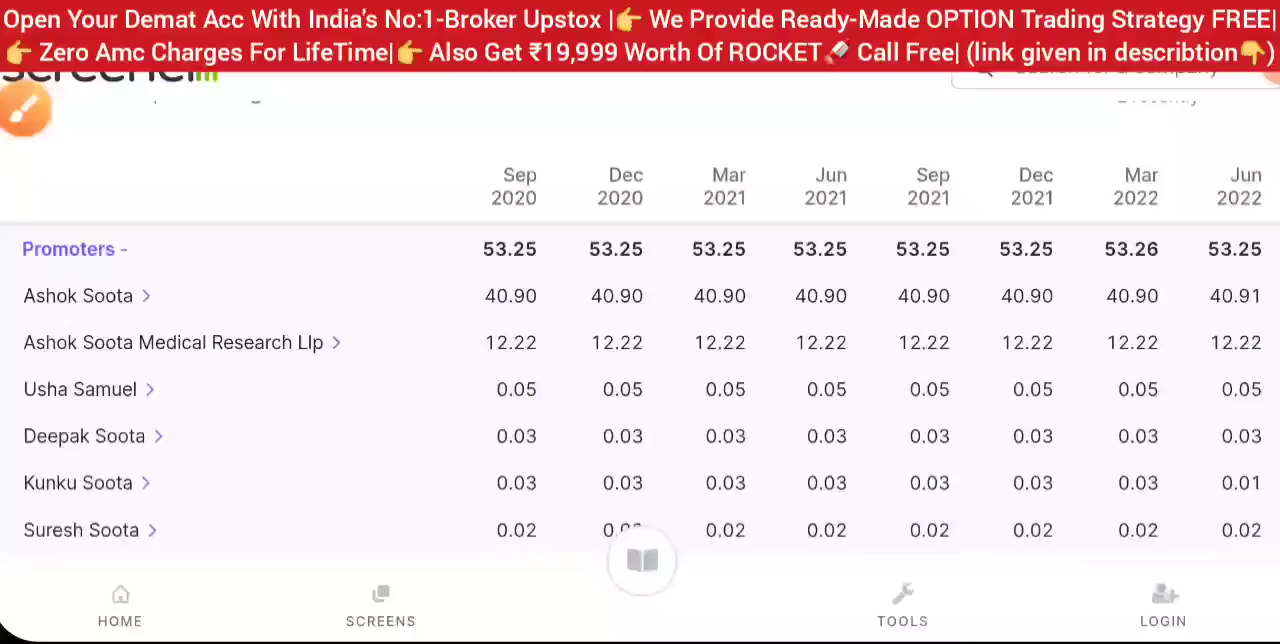 Open Your Demat Acc With India's No:1-Broker Upstox |👉 We Provide Ready-Made OPTION Trading Strategy FREE|
👉 Zero Amc Charges For LifeTime|👉 Also Get ₹19,999 Worth Of ROCKET🚀 Call Free| (link given in describtion👇)
Sep 2020 Dec 2020 Mar 2021 Jun 2021 Sep 2021 Dec 2021 Mar 2022 Jun 2022
Promoters - 53.25 53.25 53.25 53.25 53.25 53.25 53.26 53.25
Ashok Soota > 40.90 40.90 40.90 40.90 40.90 40.90 40.90 40.91
Ashok Soota Medical Research Llp > 12.22 12.22 12.22 12.22 12.22 12.22 12.22 12.22
Usha Samuel > 0.05 0.05 0.05 0.05 0.05 0.05 0.05 0.05
Deepak Soota > 0.03 0.03 0.03 0.03 0.03 0.03 0.03 0.03
Kunku Soota > 0.03 0.03 0.03 0.03 0.03 0.03 0.03 0.01
Suresh Soota > 0.02 0.02 0.02 0.02 0.02 0.02 0.02
HOME SCREENS TOOLS LOGIN